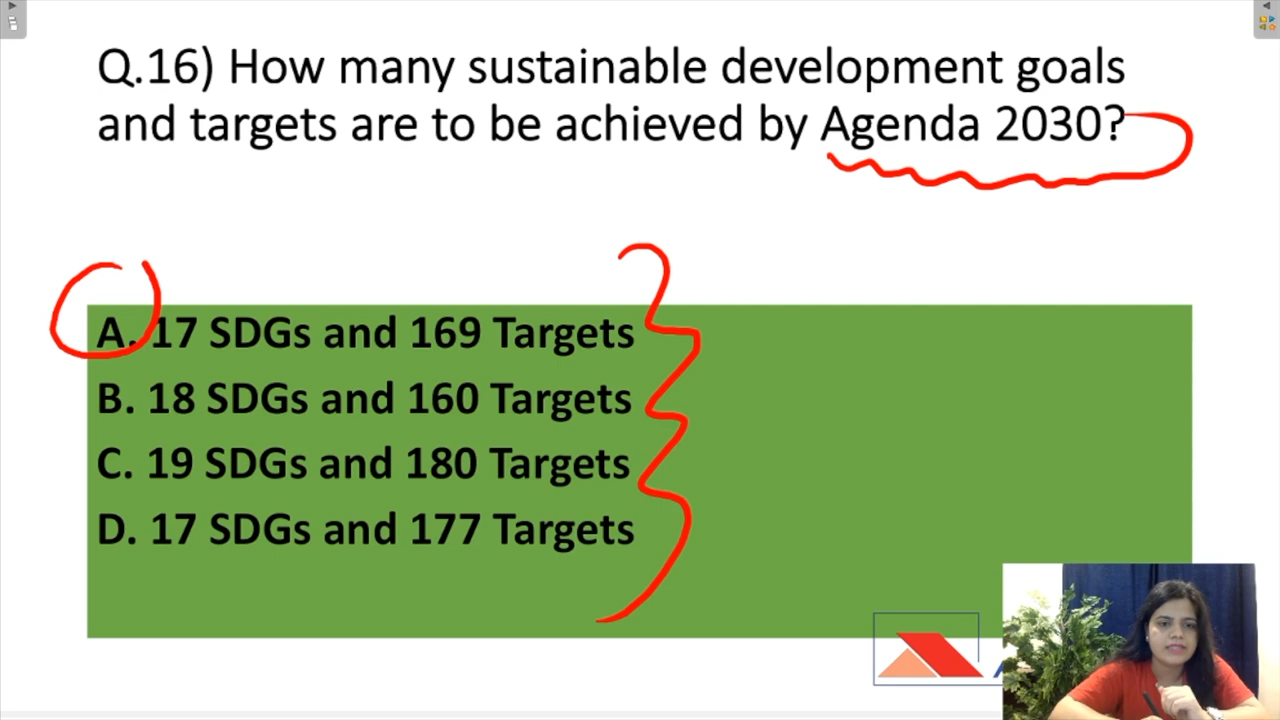 Q.16) How many sustainable development goals
and targets are to be achieved by Agenda 2030?
A. 17 SDGs and 169 Targets
B. 18 SDGs and 160 Targets
C. 19 SDGs and 180 Targets
D. 17 SDGs and 177 Targets